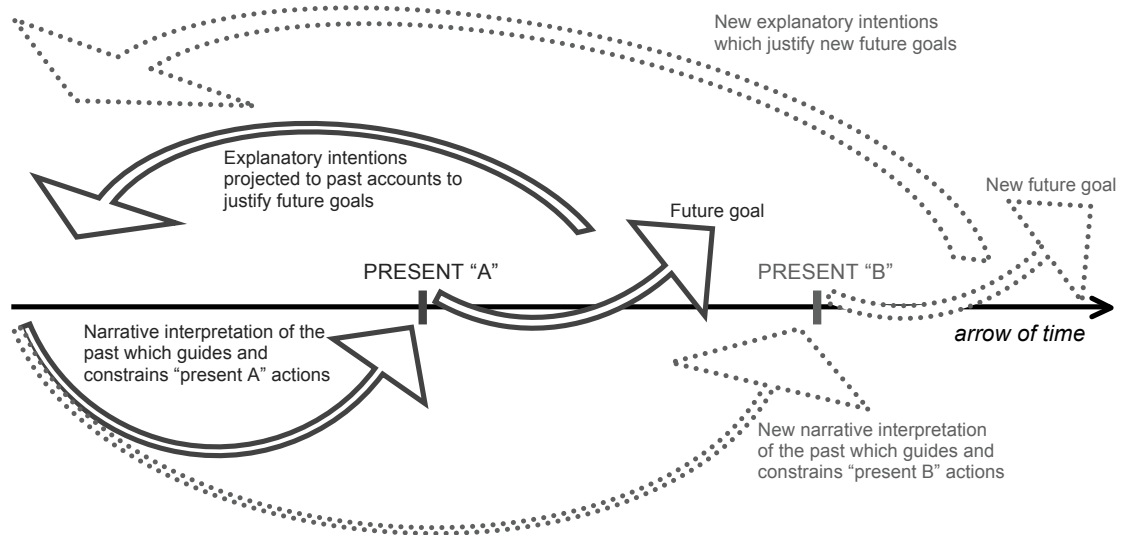 New explanatory intentions
which justify new future goals
Explanatory intentions
projected to past accounts to
justify future goals
New future goal
Future goal
PRESENT “A”
PRESENT “B”
arrow of time
Narrative interpretation of the
past which guides and
constrains “present A” actions
New narrative interpretation
of the past which guides and
constrains “present B” actions